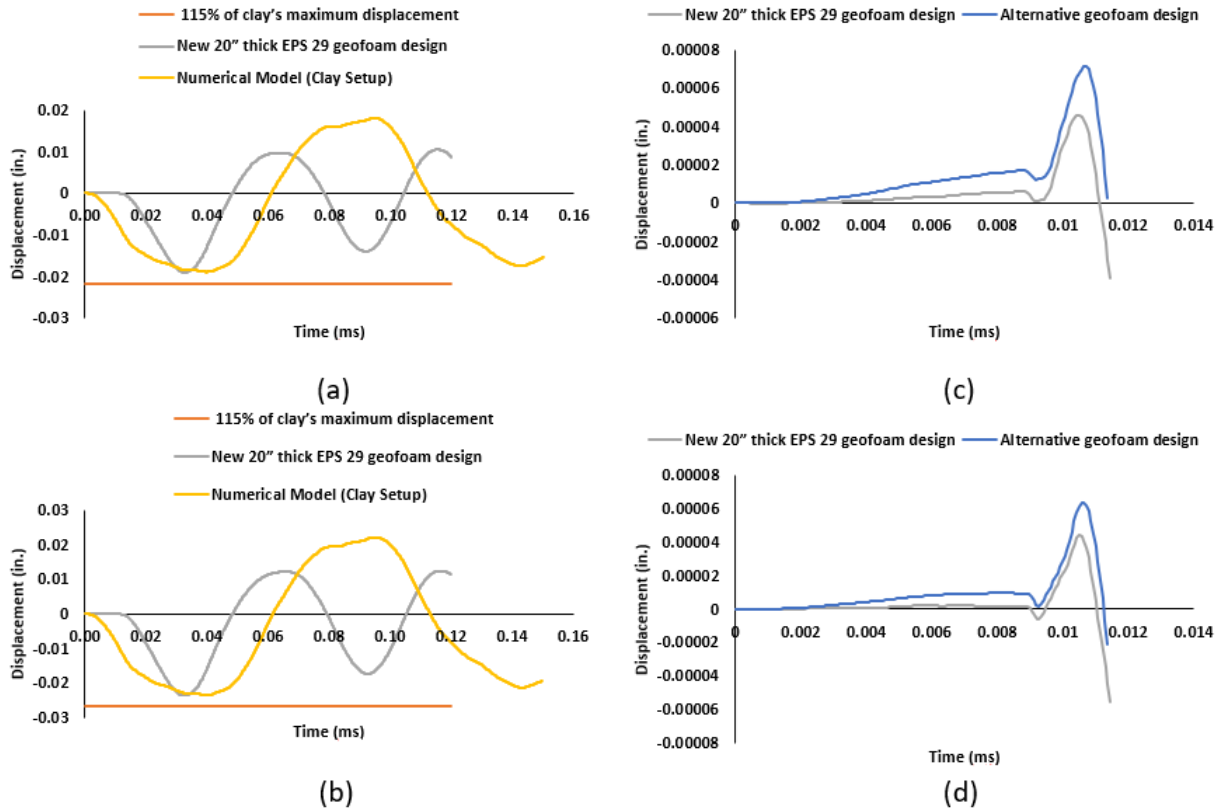 115% of clay's maximum displacement
New 20” thick EPS 29 geofoam design
Numerical Model (Clay Setup)
0.02
0.01
0
-0.01
-0.02
-0.03
0.00 0.02 0.04 0.06 0.08 0.10 0.12 0.14 0.16
Displacement (in.)
Time (ms)
(a)
New 20” thick EPS 29 geofoam design Alternative geofoam design
0.00008
0.00006
0.00004
0.00002
0
-0.00002
-0.00004
-0.00006
0 0.002 0.004 0.006 0.008 0.01 0.012 0.014
Displacement (in.)
Time (ms)
(c)
115% of clay's maximum displacement
New 20” thick EPS 29 geofoam design
Numerical Model (Clay Setup)
0.03
0.02
0.01
0
-0.01
-0.02
-0.03
0.00 0.02 0.04 0.06 0.08 0.10 0.12 0.14 0.16
Displacement (in.)
Time (ms)
(b)
New 20” thick EPS 29 geofoam design Alternative geofoam design
0.00008
0.00006
0.00004
0.00002
0
-0.00002
-0.00004
-0.00006
-0.00008
0 0.002 0.004 0.006 0.008 0.01 0.012 0.014
Displacement (in.)
Time (ms)
(d)